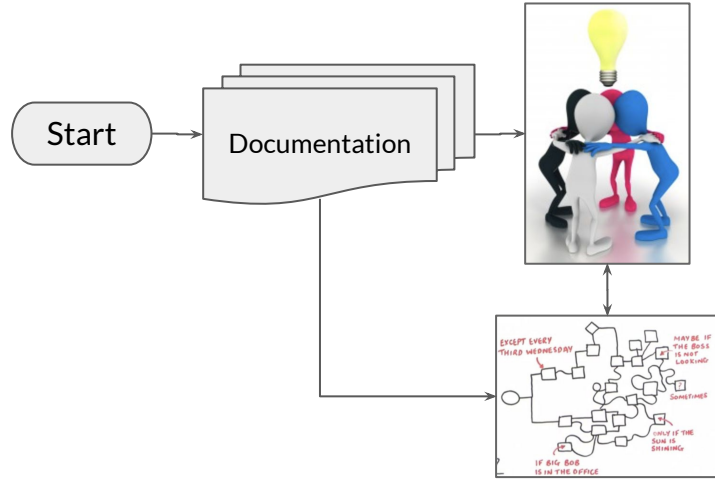 Start
Documentation
EXCEPT EVERY
THIRD WEDNESDAY
MAYBE IF
THE BOSS
IS NOT
LOOKING
?
SOMETIMES
ONLY IF THE
SUN IS
SHINING
IF BIG BOB
IS IN THE OFFICE